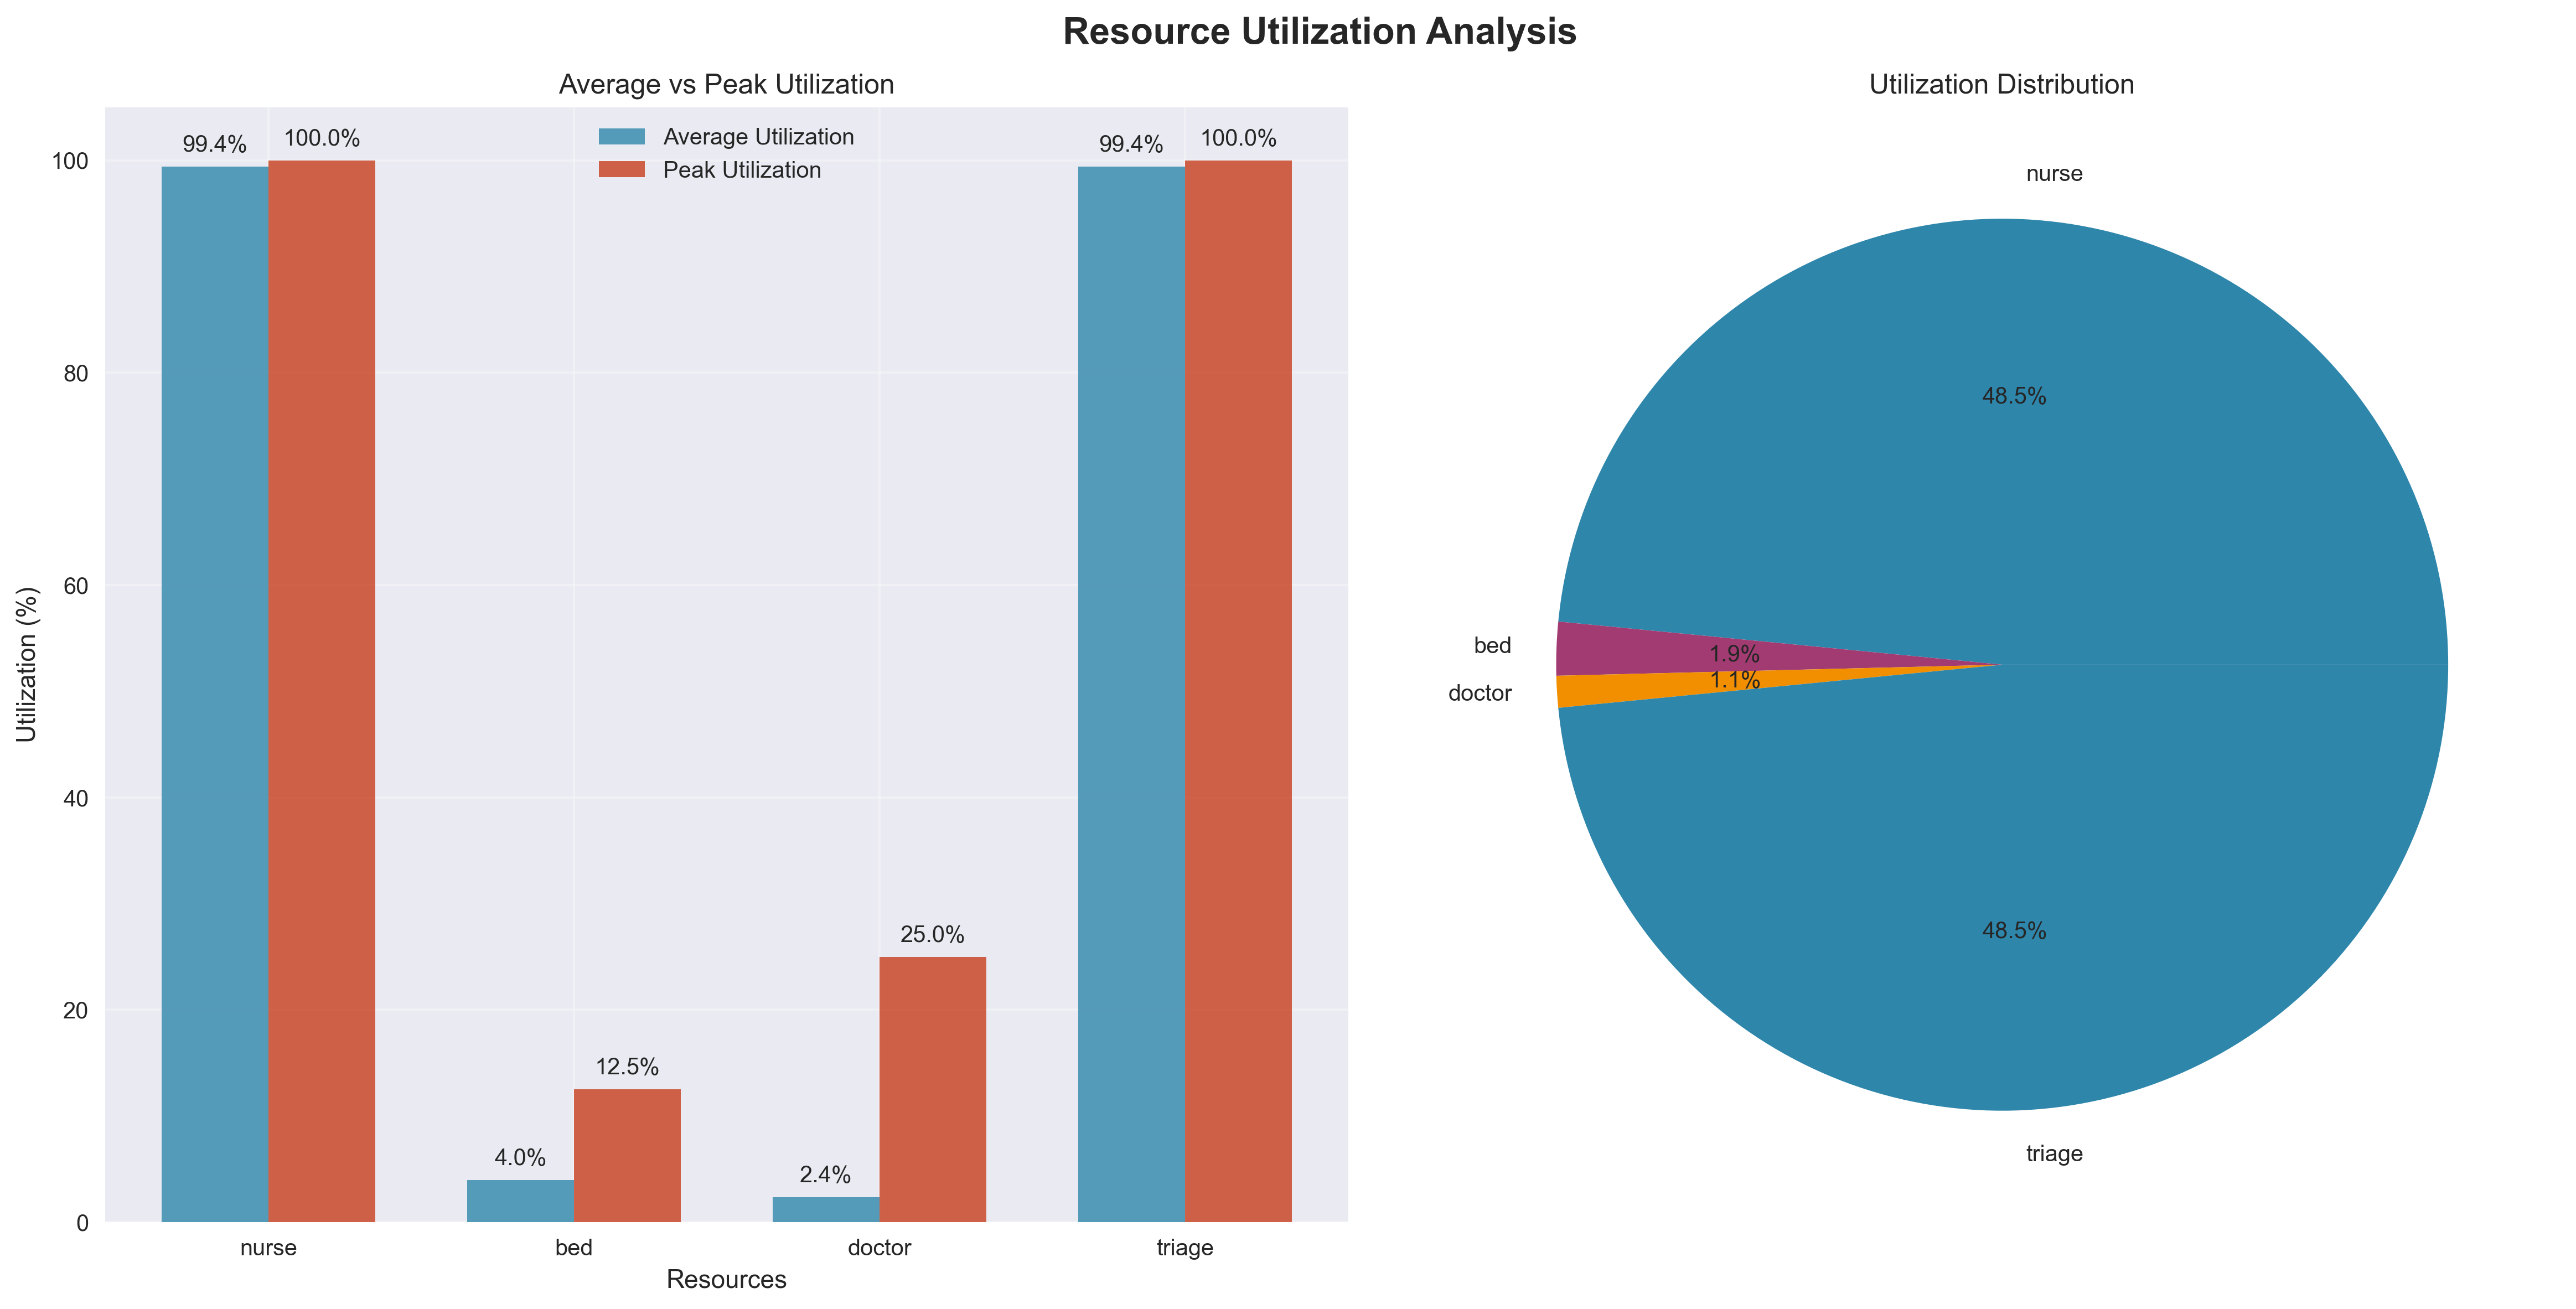 Resource Utilization Analysis
Average vs Peak Utilization
Average Utilization
Peak Utilization
99.4%
100.0%
4.0%
12.5%
2.4%
25.0%
99.4%
100.0%
Utilization (%)
100
80
60
40
20
0
nurse
bed
doctor
triage
Resources
Utilization Distribution
nurse
48.5%
bed
1.9%
doctor
1.1%
48.5%
triage